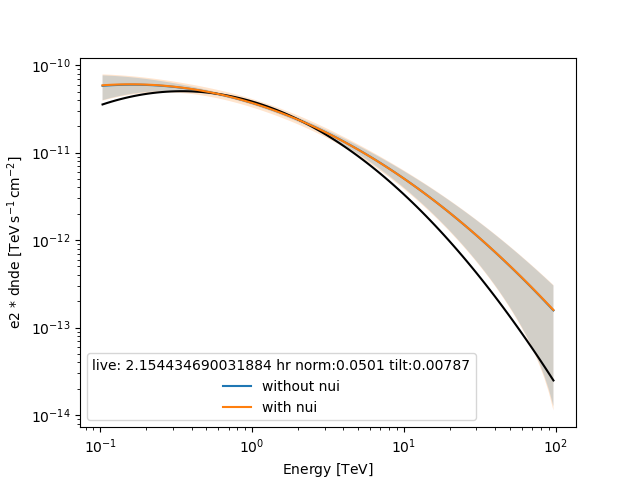 10⁻¹⁰
10⁻¹¹
10⁻¹²
10⁻¹³
10⁻¹⁴
e2 * dnde [TeV s⁻¹ cm⁻²]
live: 2.154434690031884 hr norm:0.0501 tilt:0.00787
without nui
with nui
10⁻¹ 10⁰ 10¹ 10²
Energy [TeV]